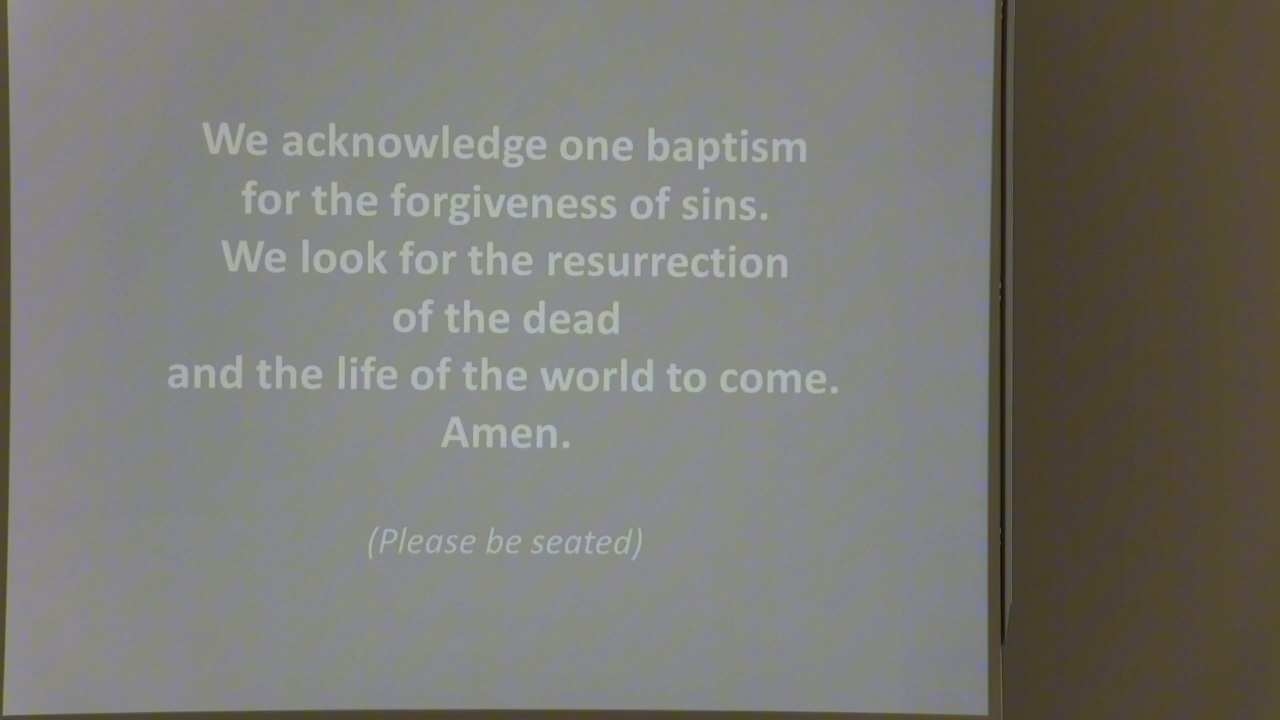 We acknowledge one baptism
for the forgiveness of sins.
We look for the resurrection
of the dead
and the life of the world to come.
Amen.
(Please be seated)